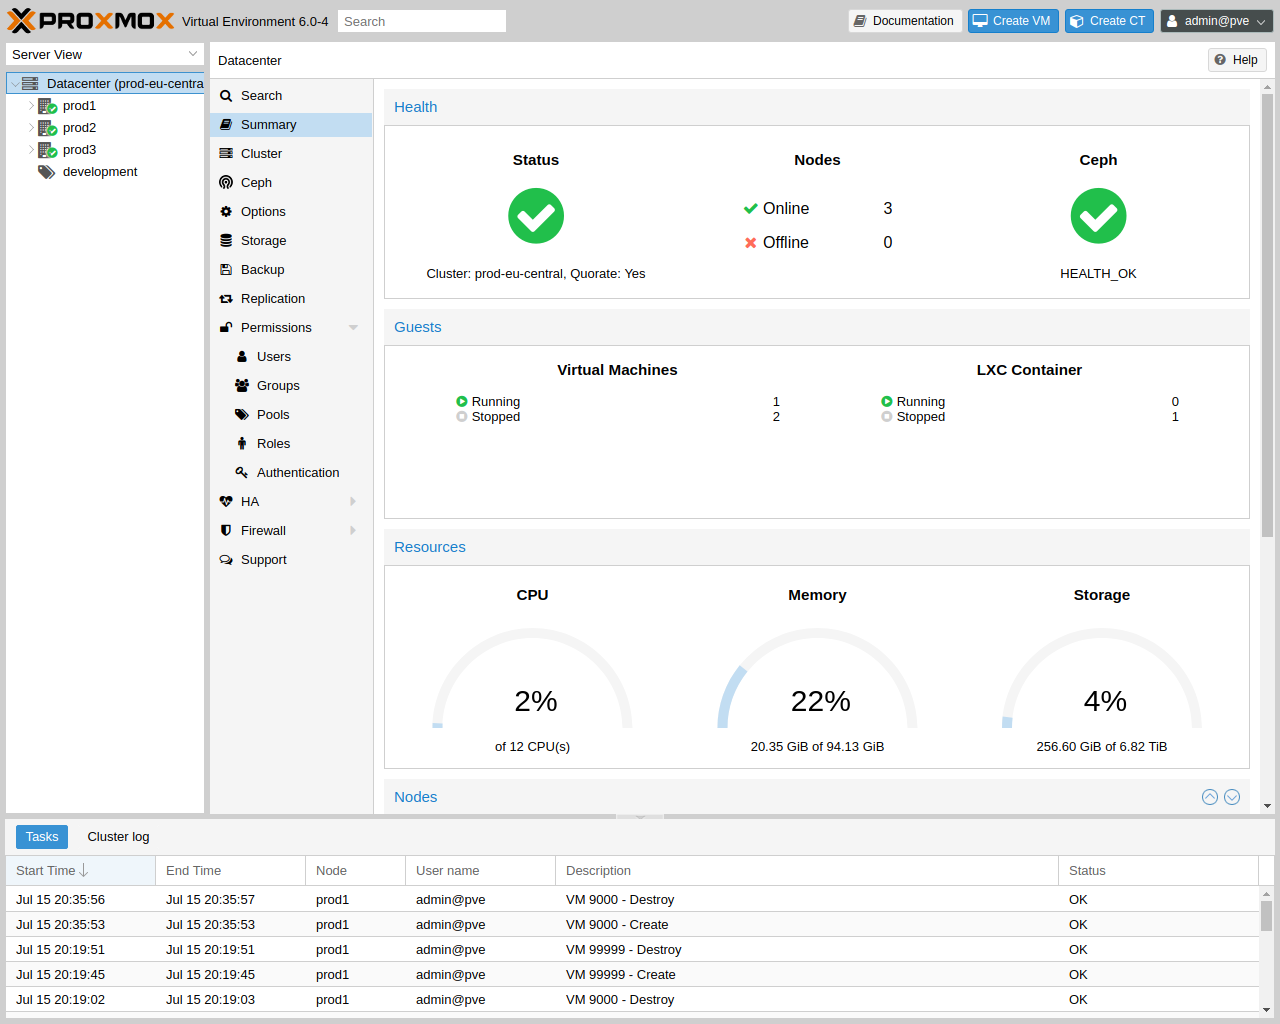 PROXMOX Virtual Environment 6.0-4 Search Documentation Create VM Create CT admin@pve
Server View
Datacenter (prod-eu-centra
prod1
prod2
prod3
development
Datacenter Help
Search
Summary
Cluster
Ceph
Options
Storage
Backup
Replication
Permissions
Users
Groups
Pools
Roles
Authentication
HA
Firewall
Support
Health
Status Nodes Ceph
Online 3
Offline 0
Cluster: prod-eu-central, Quorate: Yes HEALTH_OK
Guests
Virtual Machines LXC Container
Running 1 Running 0
Stopped 2 Stopped 1
Resources
CPU Memory Storage
2% 22% 4%
of 12 CPU(s) 20.35 GiB of 94.13 GiB 256.60 GiB of 6.82 TiB
Nodes
Tasks Cluster log
Start Time End Time Node User name Description Status
Jul 15 20:35:56 Jul 15 20:35:57 prod1 admin@pve VM 9000 - Destroy OK
Jul 15 20:35:53 Jul 15 20:35:53 prod1 admin@pve VM 9000 - Create OK
Jul 15 20:19:51 Jul 15 20:19:51 prod1 admin@pve VM 99999 - Destroy OK
Jul 15 20:19:45 Jul 15 20:19:45 prod1 admin@pve VM 99999 - Create OK
Jul 15 20:19:02 Jul 15 20:19:03 prod1 admin@pve VM 9000 - Destroy OK